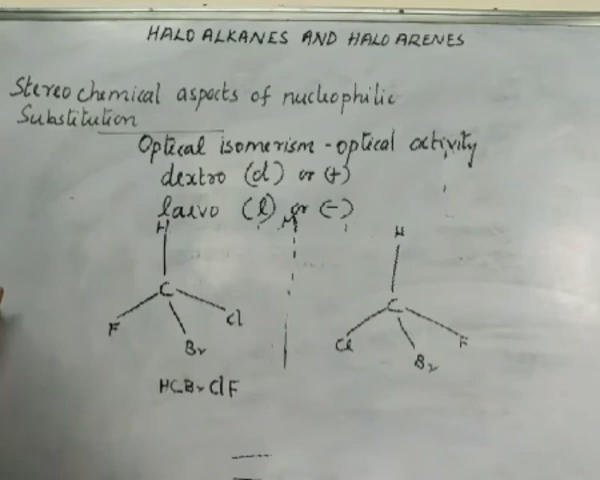 HALO ALKANES AND HALO ARENES
Stereo chemical aspects of nucleophilic
Substitution
Optical isomerism - optical activity
dextro (d) or (+)
laevo (l) or (-)
H
C
F
Br
Cl
HCBrClF
M
H
C
Cl
Br
F